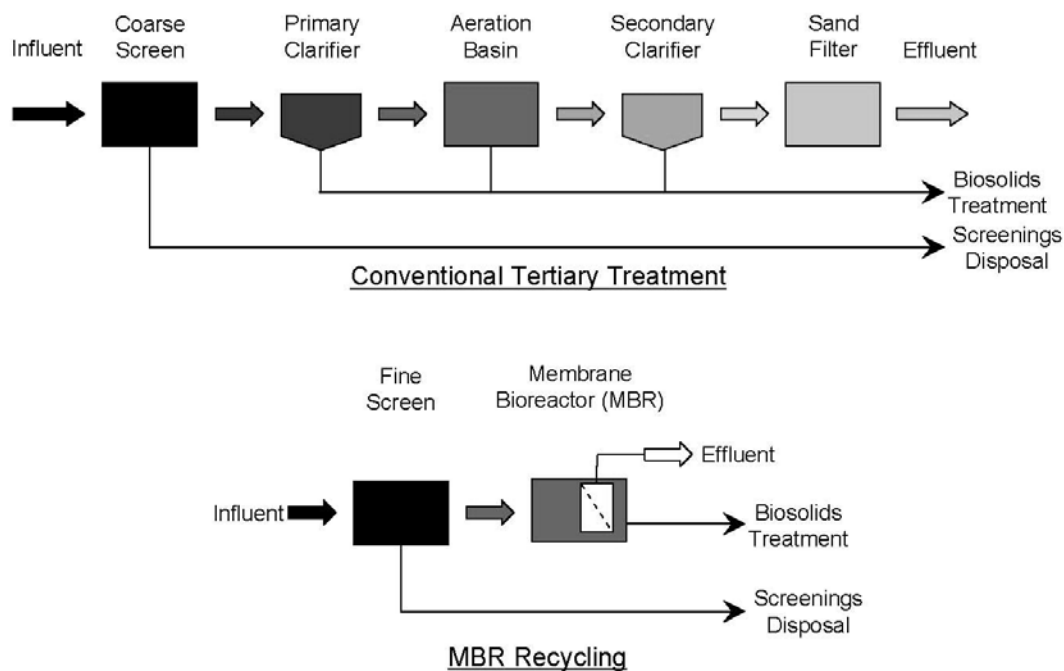 Influent
Coarse
Screen
Primary
Clarifier
Aeration
Basin
Secondary
Clarifier
Sand
Filter
Effluent
Biosolids
Treatment
Screenings
Disposal
Conventional Tertiary Treatment
Fine
Screen
Membrane
Bioreactor (MBR)
Effluent
Influent
Biosolids
Treatment
Screenings
Disposal
MBR Recycling